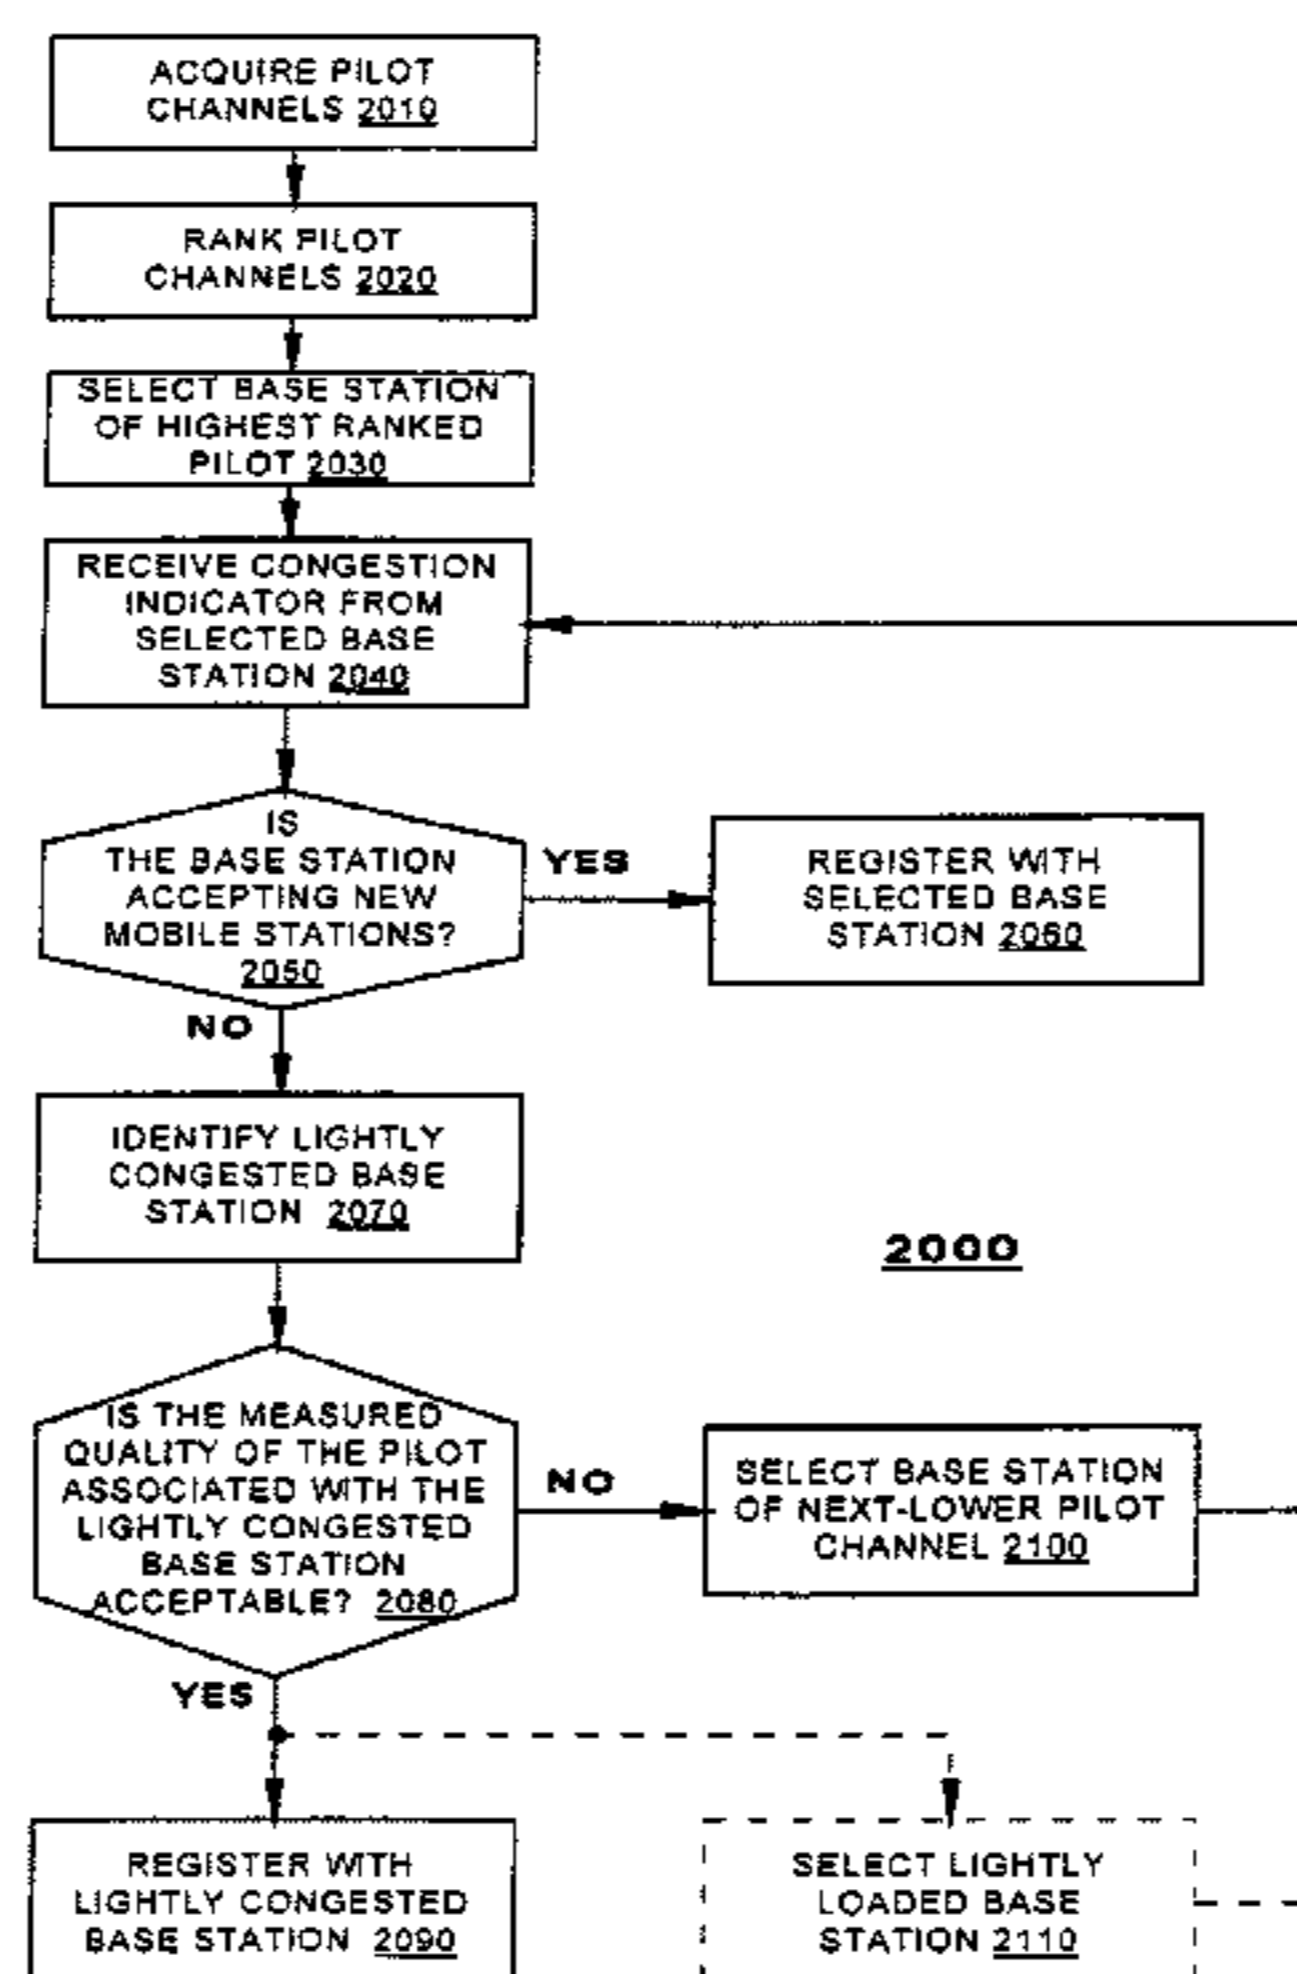 ACQUIRE PILOT
CHANNELS 2010
RANK PILOT
CHANNELS 2020
SELECT BASE STATION
OF HIGHEST RANKED
PILOT 2030
RECEIVE CONGESTION
INDICATOR FROM
SELECTED BASE
STATION 2040
IS
THE BASE STATION
ACCEPTING NEW
MOBILE STATIONS?
2050
YES
REGISTER WITH
SELECTED BASE
STATION 2060
NO
IDENTIFY LIGHTLY
CONGESTED BASE
STATION 2070
2000
IS THE MEASURED
QUALITY OF THE PILOT
ASSOCIATED WITH THE
LIGHTLY CONGESTED
BASE STATION
ACCEPTABLE? 2080
NO
SELECT BASE STATION
OF NEXT-LOWER PILOT
CHANNEL 2100
YES
REGISTER WITH
LIGHTLY CONGESTED
BASE STATION 2090
SELECT LIGHTLY
LOADED BASE
STATION 2110